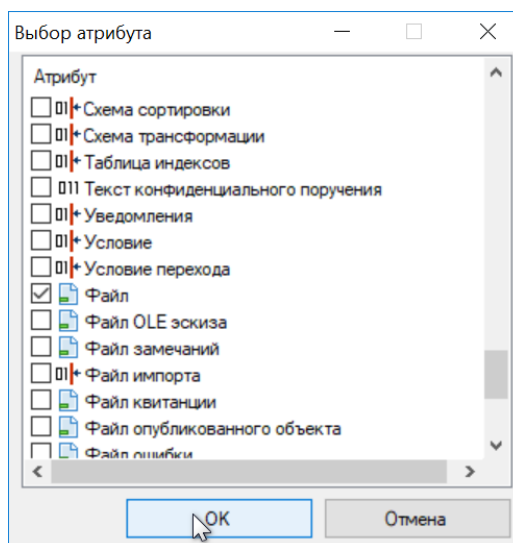 Выбор атрибута
Атрибут
Схема сортировки
Схема трансформации
Таблица индексов
Текст конфиденциального поручения
Уведомления
Условие
Условие перехода
Файл
Файл OLE эскиза
Файл замечаний
Файл импорта
Файл квитанции
Файл опубликованного объекта
Файл ошибки
OK
Отмена